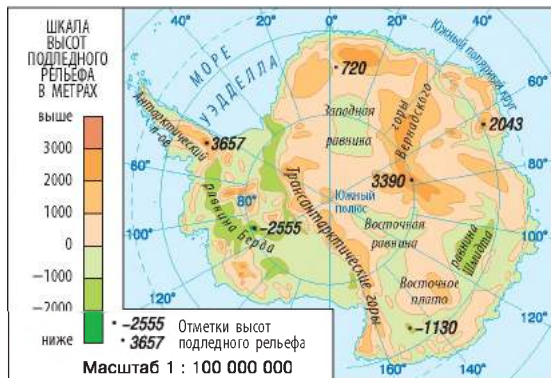 ШКАЛА
ВЫСОТ
ПОДЛЕДНОГО
РЕЛЬЕФА
В МЕТРАХ
выше
3000
2000
1000
0
−1000
−2000
ниже
−2555
3657
Отметки высот
подледного рельефа
Масштаб 1 : 100 000 000
МОРЕ
УЭДДЕЛЛА
Южный полярный круг
Антарктический
п-ов
3657
720
2043
3390
−2555
−1130
Западная
равнина
горы
Вернадского
Южный
полюс
Трансантарктические горы
равнина Берда
Восточная
равнина
равнина
Шмидта
Восточное
плато
40°
20°
0°
20°
40°
60°
80°
100°
120°
140°
160°
180°
160°
120°
100°
80°
60°
80°